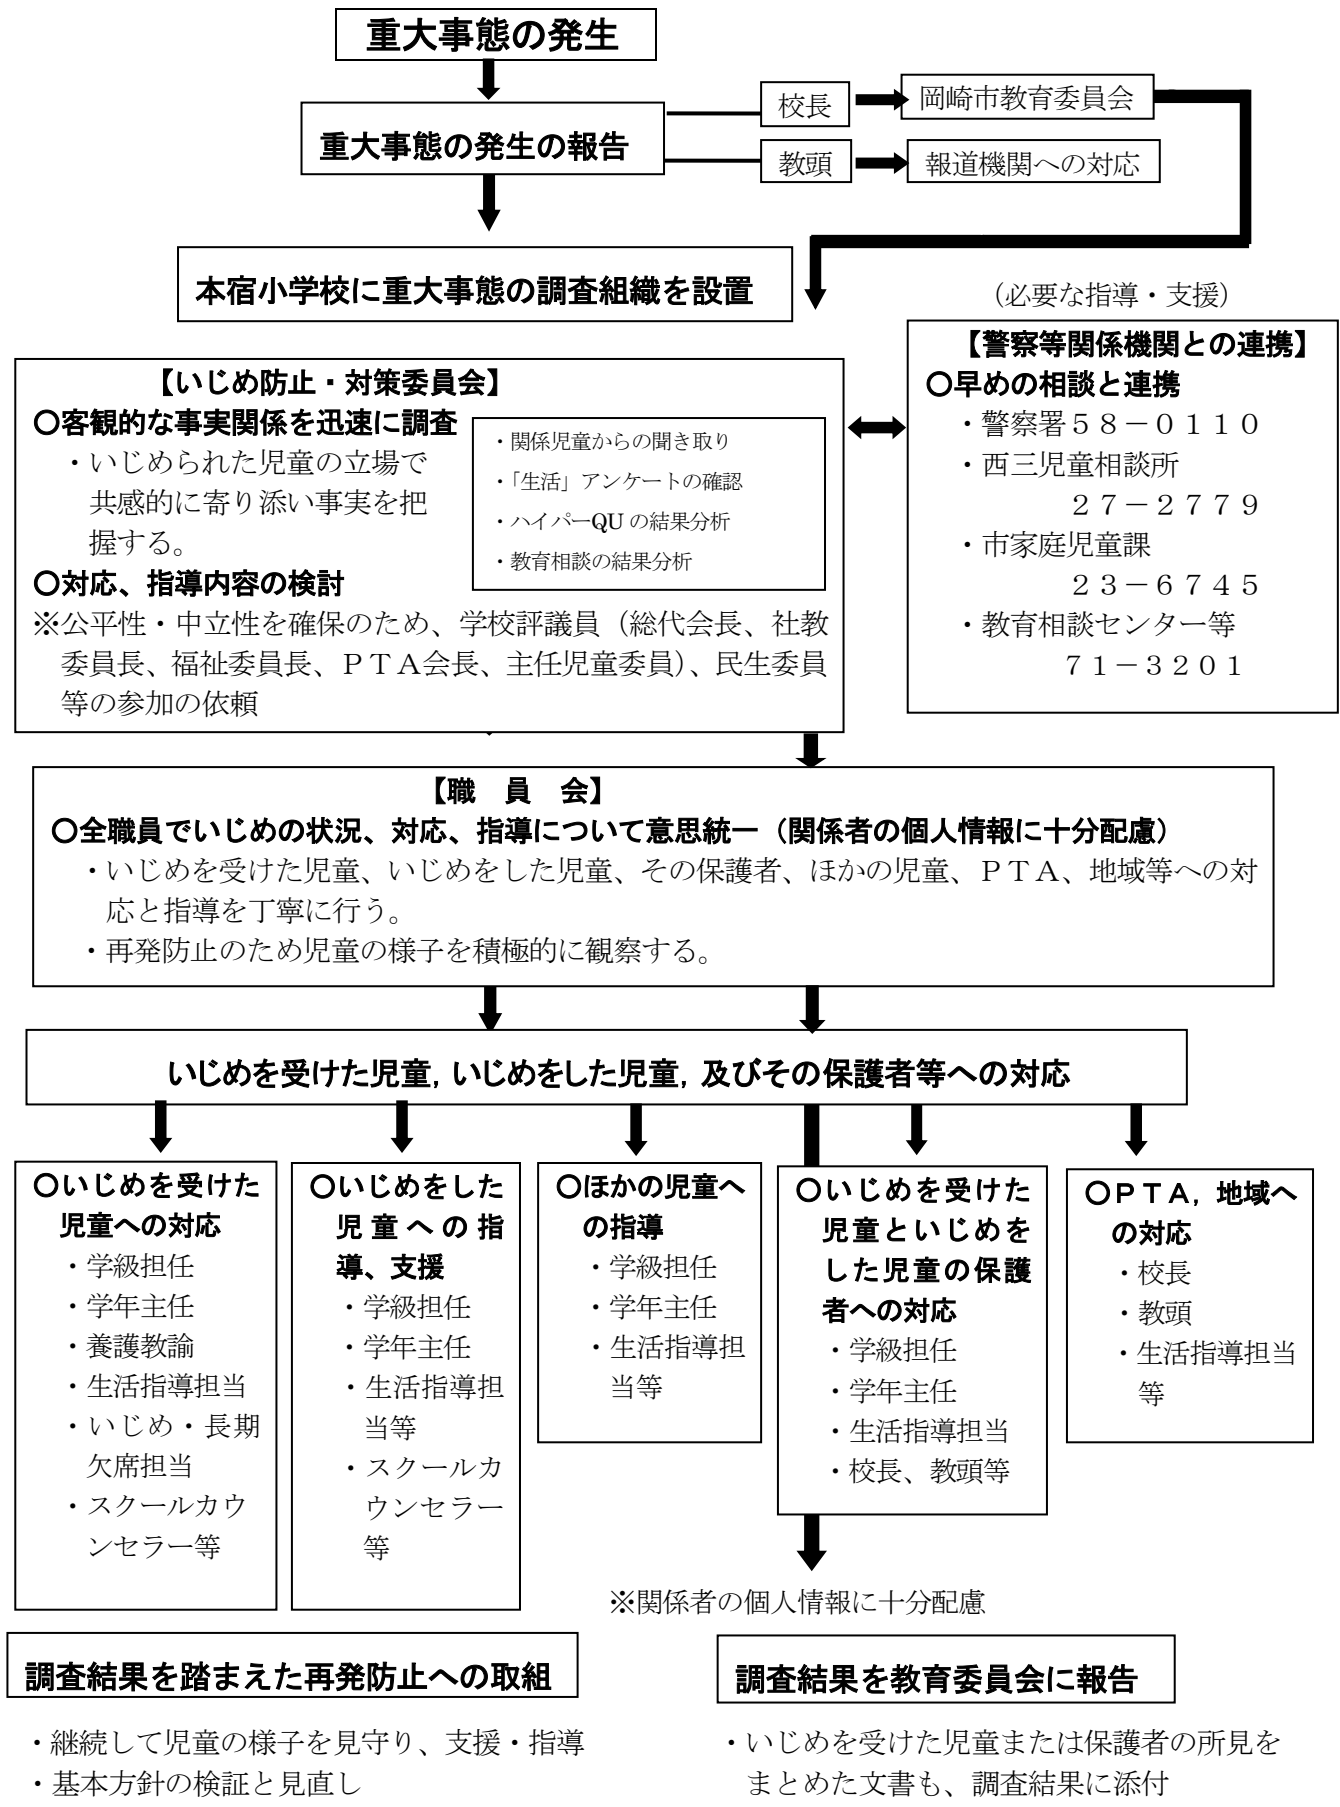 重大事態の発生
重大事態の発生の報告
校長
岡崎市教育委員会
教頭
報道機関への対応
本宿小学校に重大事態の調査組織を設置
（必要な指導・支援）
【いじめ防止・対策委員会】
〇客観的な事実関係を迅速に調査
・いじめられた児童の立場で
共感的に寄り添い事実を把
握する。
・関係児童からの聞き取り
・「生活」アンケートの確認
・ハイパーQU の結果分析
・教育相談の結果分析
〇対応、指導内容の検討
※公平性・中立性を確保のため、学校評議員（総代会長、社教
委員長、福祉委員長、ＰＴＡ会長、主任児童委員）、民生委員
等の参加の依頼
【警察等関係機関との連携】
〇早めの相談と連携
・警察署５８－０１１０
・西三児童相談所
２７－２７７９
・市家庭児童課
２３－６７４５
・教育相談センター等
７１－３２０１
【職　員　会】
〇全職員でいじめの状況、対応、指導について意思統一（関係者の個人情報に十分配慮）
・いじめを受けた児童、いじめをした児童、その保護者、ほかの児童、ＰＴＡ、地域等への対
応と指導を丁寧に行う。
・再発防止のため児童の様子を積極的に観察する。
いじめを受けた児童，いじめをした児童，及びその保護者等への対応
〇いじめを受けた
児童への対応
・学級担任
・学年主任
・養護教諭
・生活指導担当
・いじめ・長期
欠席担当
・スクールカウ
ンセラー等
〇いじめをした
児童への指
導、支援
・学級担任
・学年主任
・生活指導担
当等
・スクールカ
ウンセラー
等
〇ほかの児童へ
の指導
・学級担任
・学年主任
・生活指導担
当等
〇いじめを受けた
児童といじめを
した児童の保護
者への対応
・学級担任
・学年主任
・生活指導担当
・校長、教頭等
〇ＰＴＡ，地域へ
の対応
・校長
・教頭
・生活指導担当
等
※関係者の個人情報に十分配慮
調査結果を踏まえた再発防止への取組
・継続して児童の様子を見守り、支援・指導
・基本方針の検証と見直し
調査結果を教育委員会に報告
・いじめを受けた児童または保護者の所見を
まとめた文書も、調査結果に添付